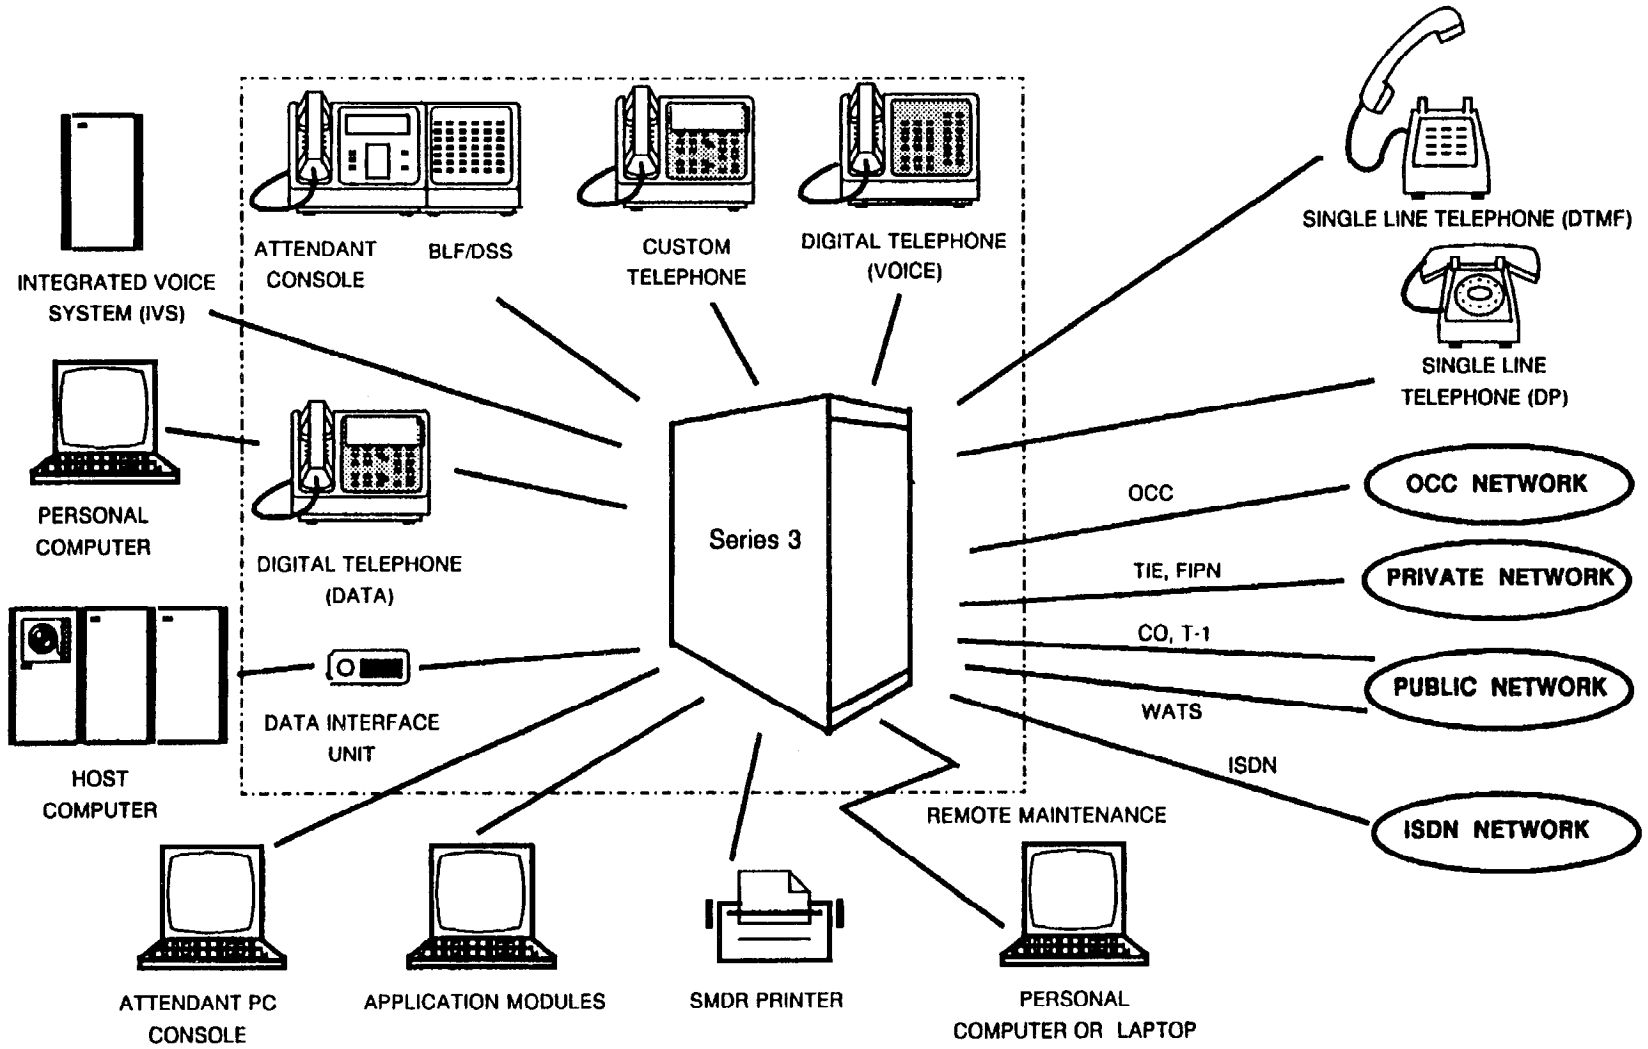 SINGLE LINE TELEPHONE (DTMF)
ATTENDANT
CONSOLE
BLF/DSS
CUSTOM
TELEPHONE
DIGITAL TELEPHONE
(VOICE)
INTEGRATED VOICE
SYSTEM (IVS)
SINGLE LINE
TELEPHONE (DP)
PERSONAL
COMPUTER
DIGITAL TELEPHONE
(DATA)
Series 3
OCC
OCC NETWORK
TIE, FIPN
PRIVATE NETWORK
CO, T-1
PUBLIC NETWORK
WATS
ISDN
ISDN NETWORK
DATA INTERFACE
UNIT
HOST
COMPUTER
REMOTE MAINTENANCE
ATTENDANT PC
CONSOLE
APPLICATION MODULES
SMDR PRINTER
PERSONAL
COMPUTER OR LAPTOP